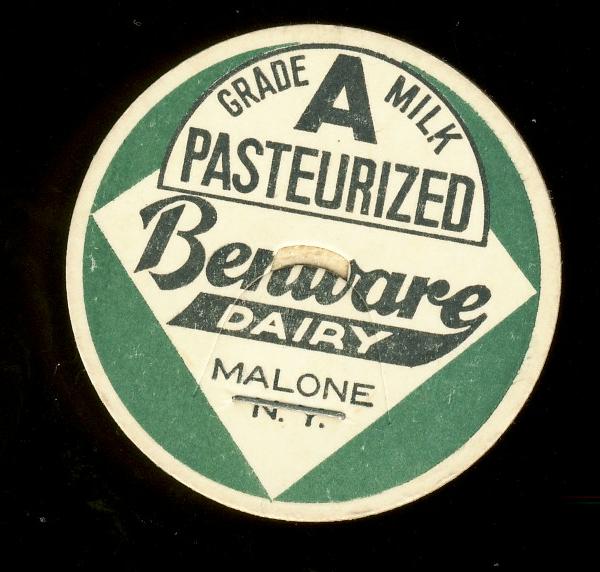 GRADE A MILK
PASTEURIZED
Benware
DAIRY
MALONE
N. Y.